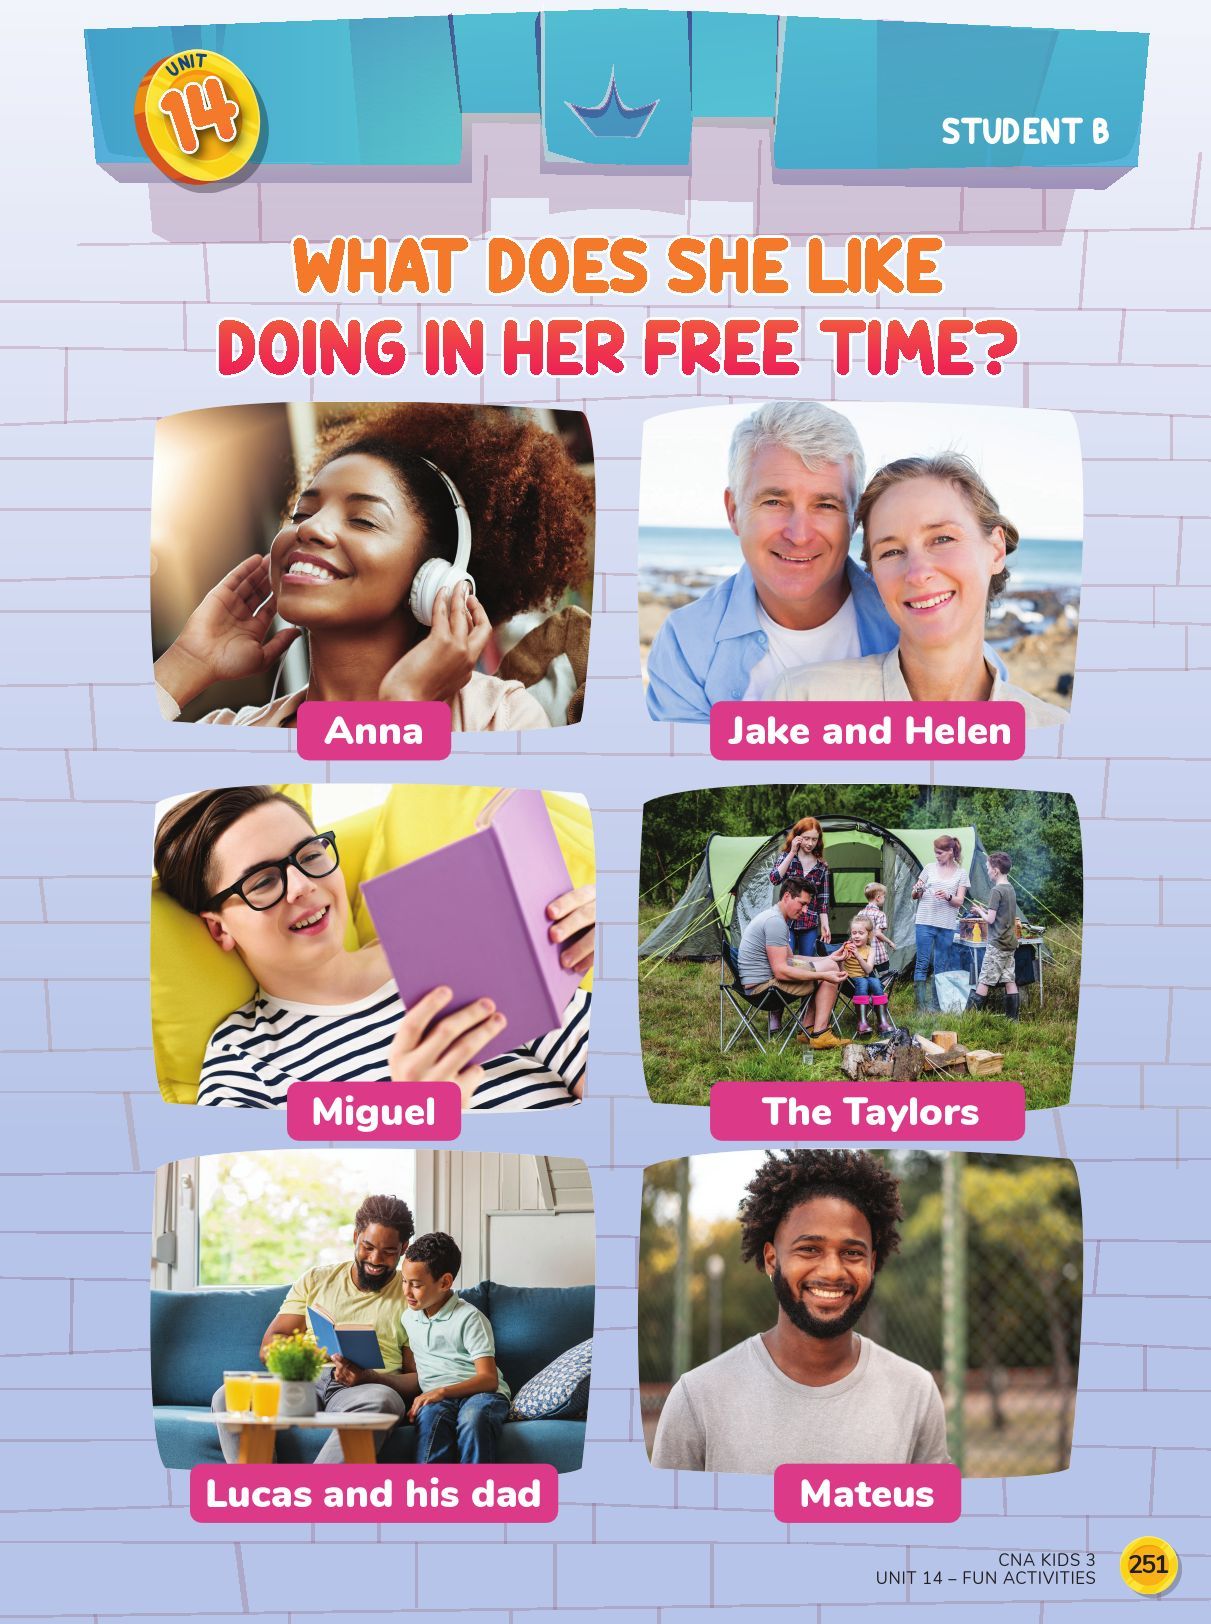 UNIT
14
STUDENT B
WHAT DOES SHE LIKE
DOING IN HER FREE TIME?
Anna
Jake and Helen
Miguel
The Taylors
Lucas and his dad
Mateus
CNA KIDS 3
UNIT 14 – FUN ACTIVITIES
251